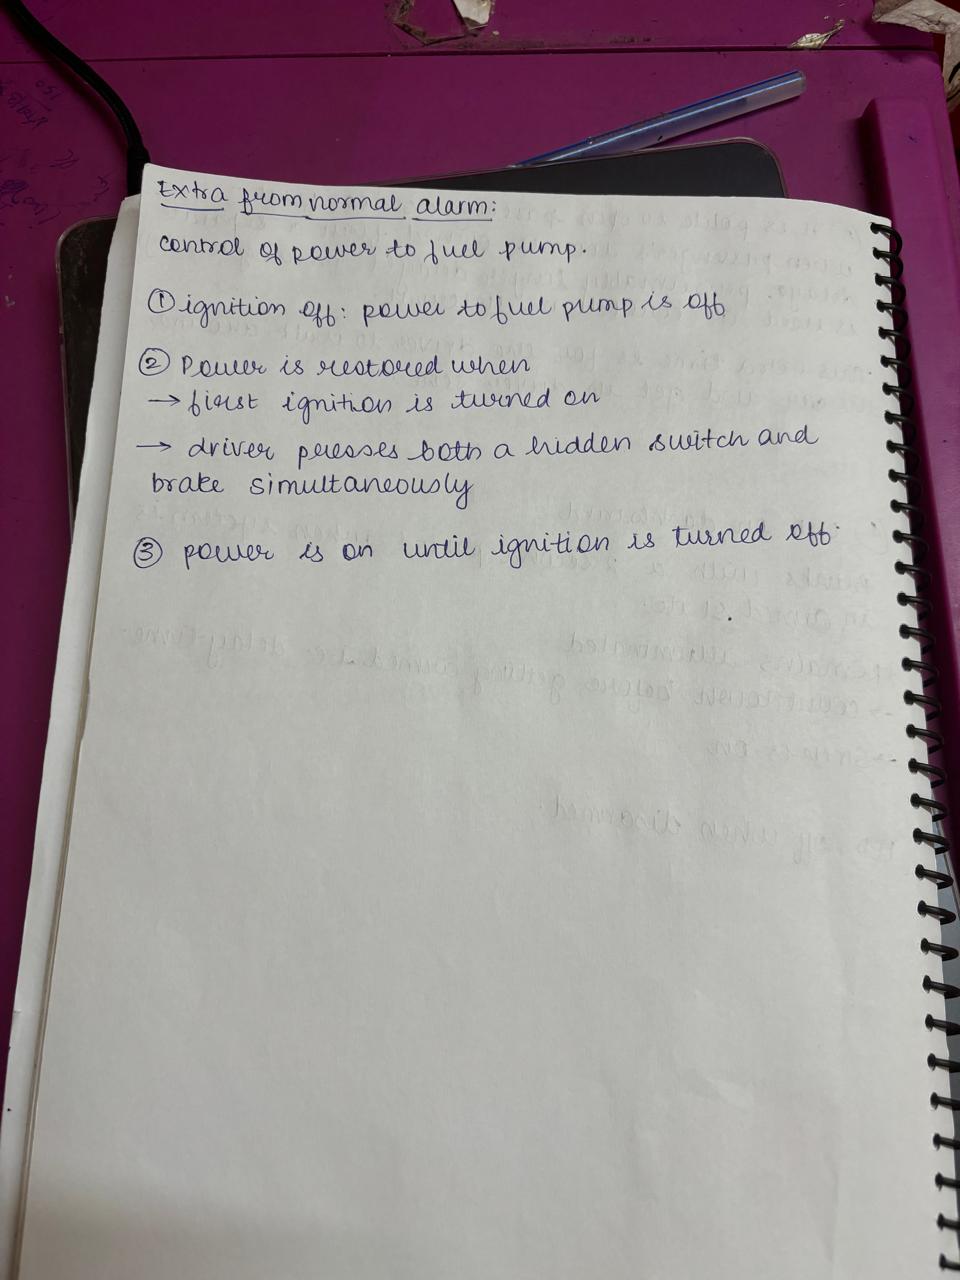 Extra from normal alarm:
control of power to fuel pump.
① ignition off: power to fuel pump is off
② Power is restored when
→ first ignition is turned on
→ driver presses both a hidden switch and
brake simultaneously
③ power is on until ignition is turned off.